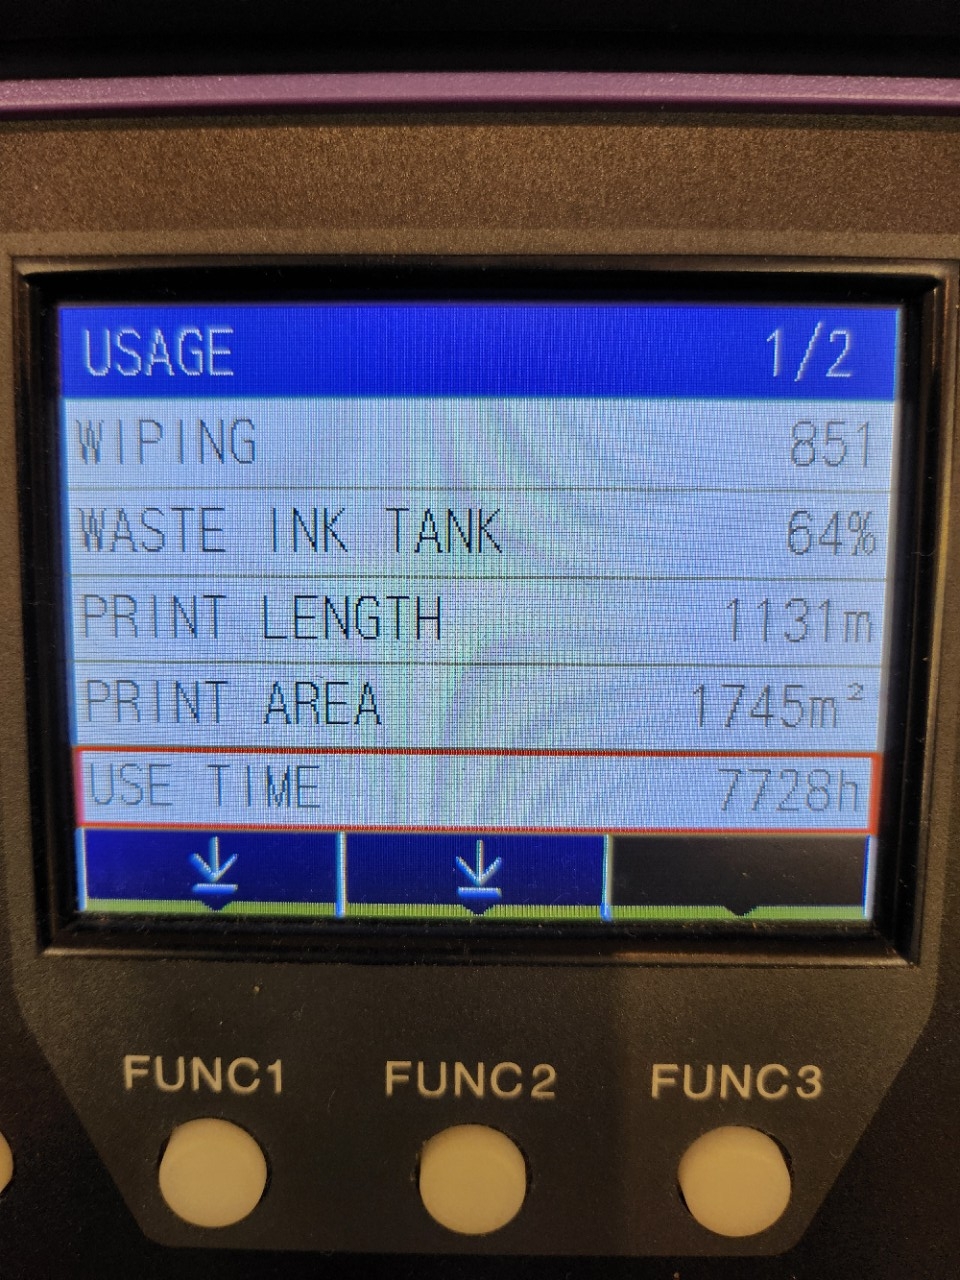 USAGE 1/2
WIPING 851
WASTE INK TANK 64%
PRINT LENGTH 1131m
PRINT AREA 1745m²
USE TIME 7728h
FUNC1 FUNC2 FUNC3